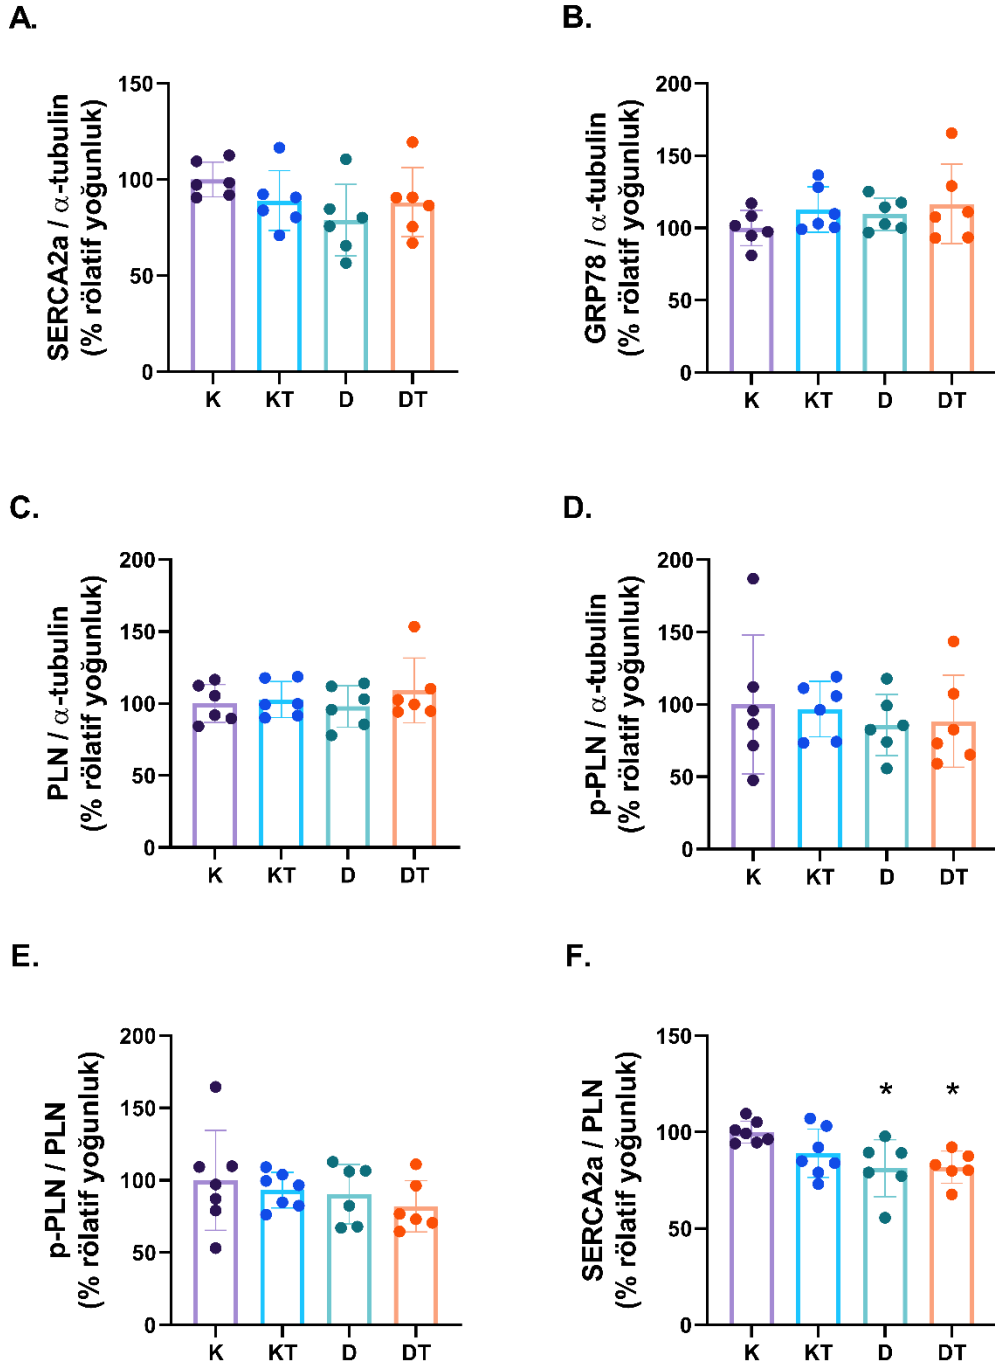 A.
SERCA2a / α-tubulin
(% rölatif yoğunluk)
150
100
50
0
K KT D DT
B.
GRP78 / α-tubulin
(% rölatif yoğunluk)
200
150
100
50
0
K KT D DT
C.
PLN / α-tubulin
(% rölatif yoğunluk)
200
150
100
50
0
K KT D DT
D.
p-PLN / α-tubulin
(% rölatif yoğunluk)
200
150
100
50
0
K KT D DT
E.
p-PLN / PLN
(% rölatif yoğunluk)
200
150
100
50
0
K KT D DT
F.
SERCA2a / PLN
(% rölatif yoğunluk)
150
100
50
0
* *
K KT D DT